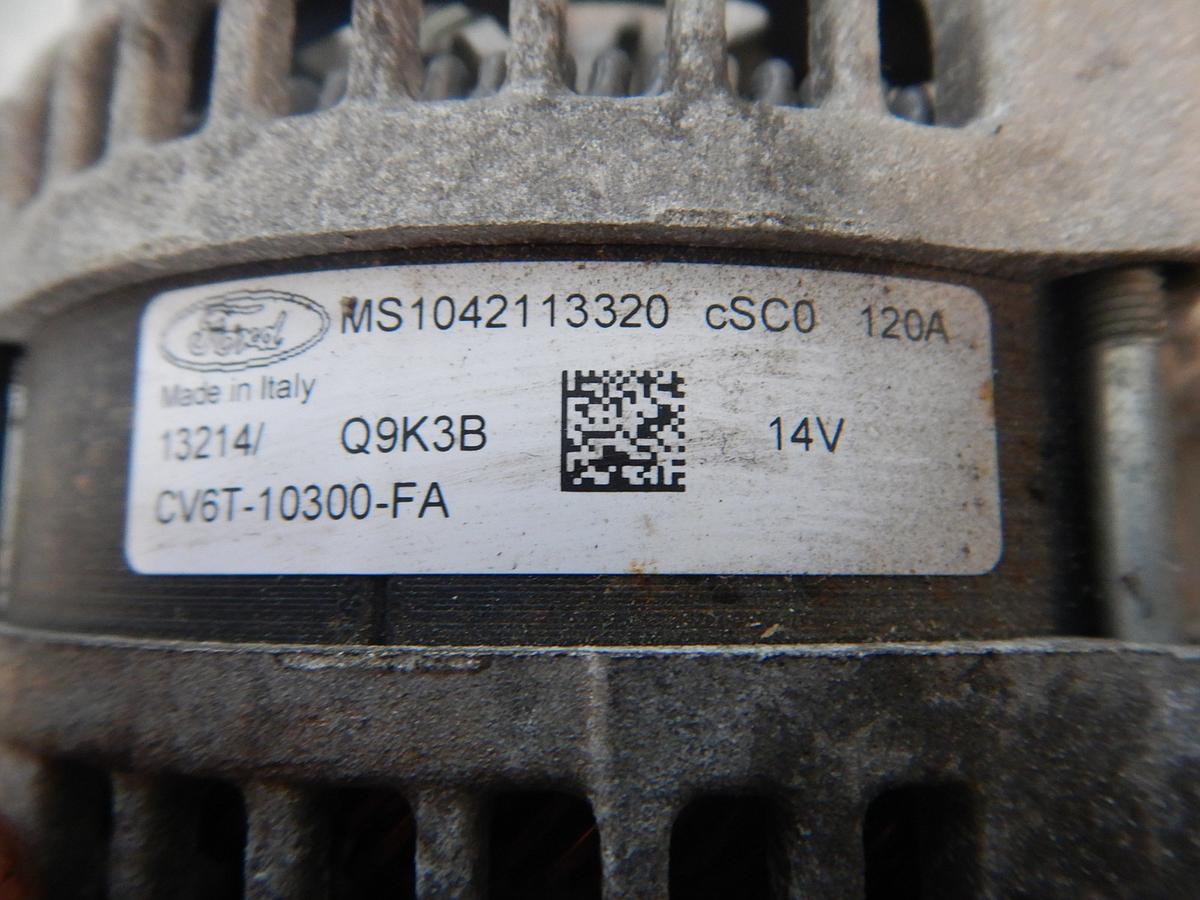 Ford MS1042113320 cSC0 120A
Made in Italy
13214/ Q9K3B 14V
CV6T-10300-FA